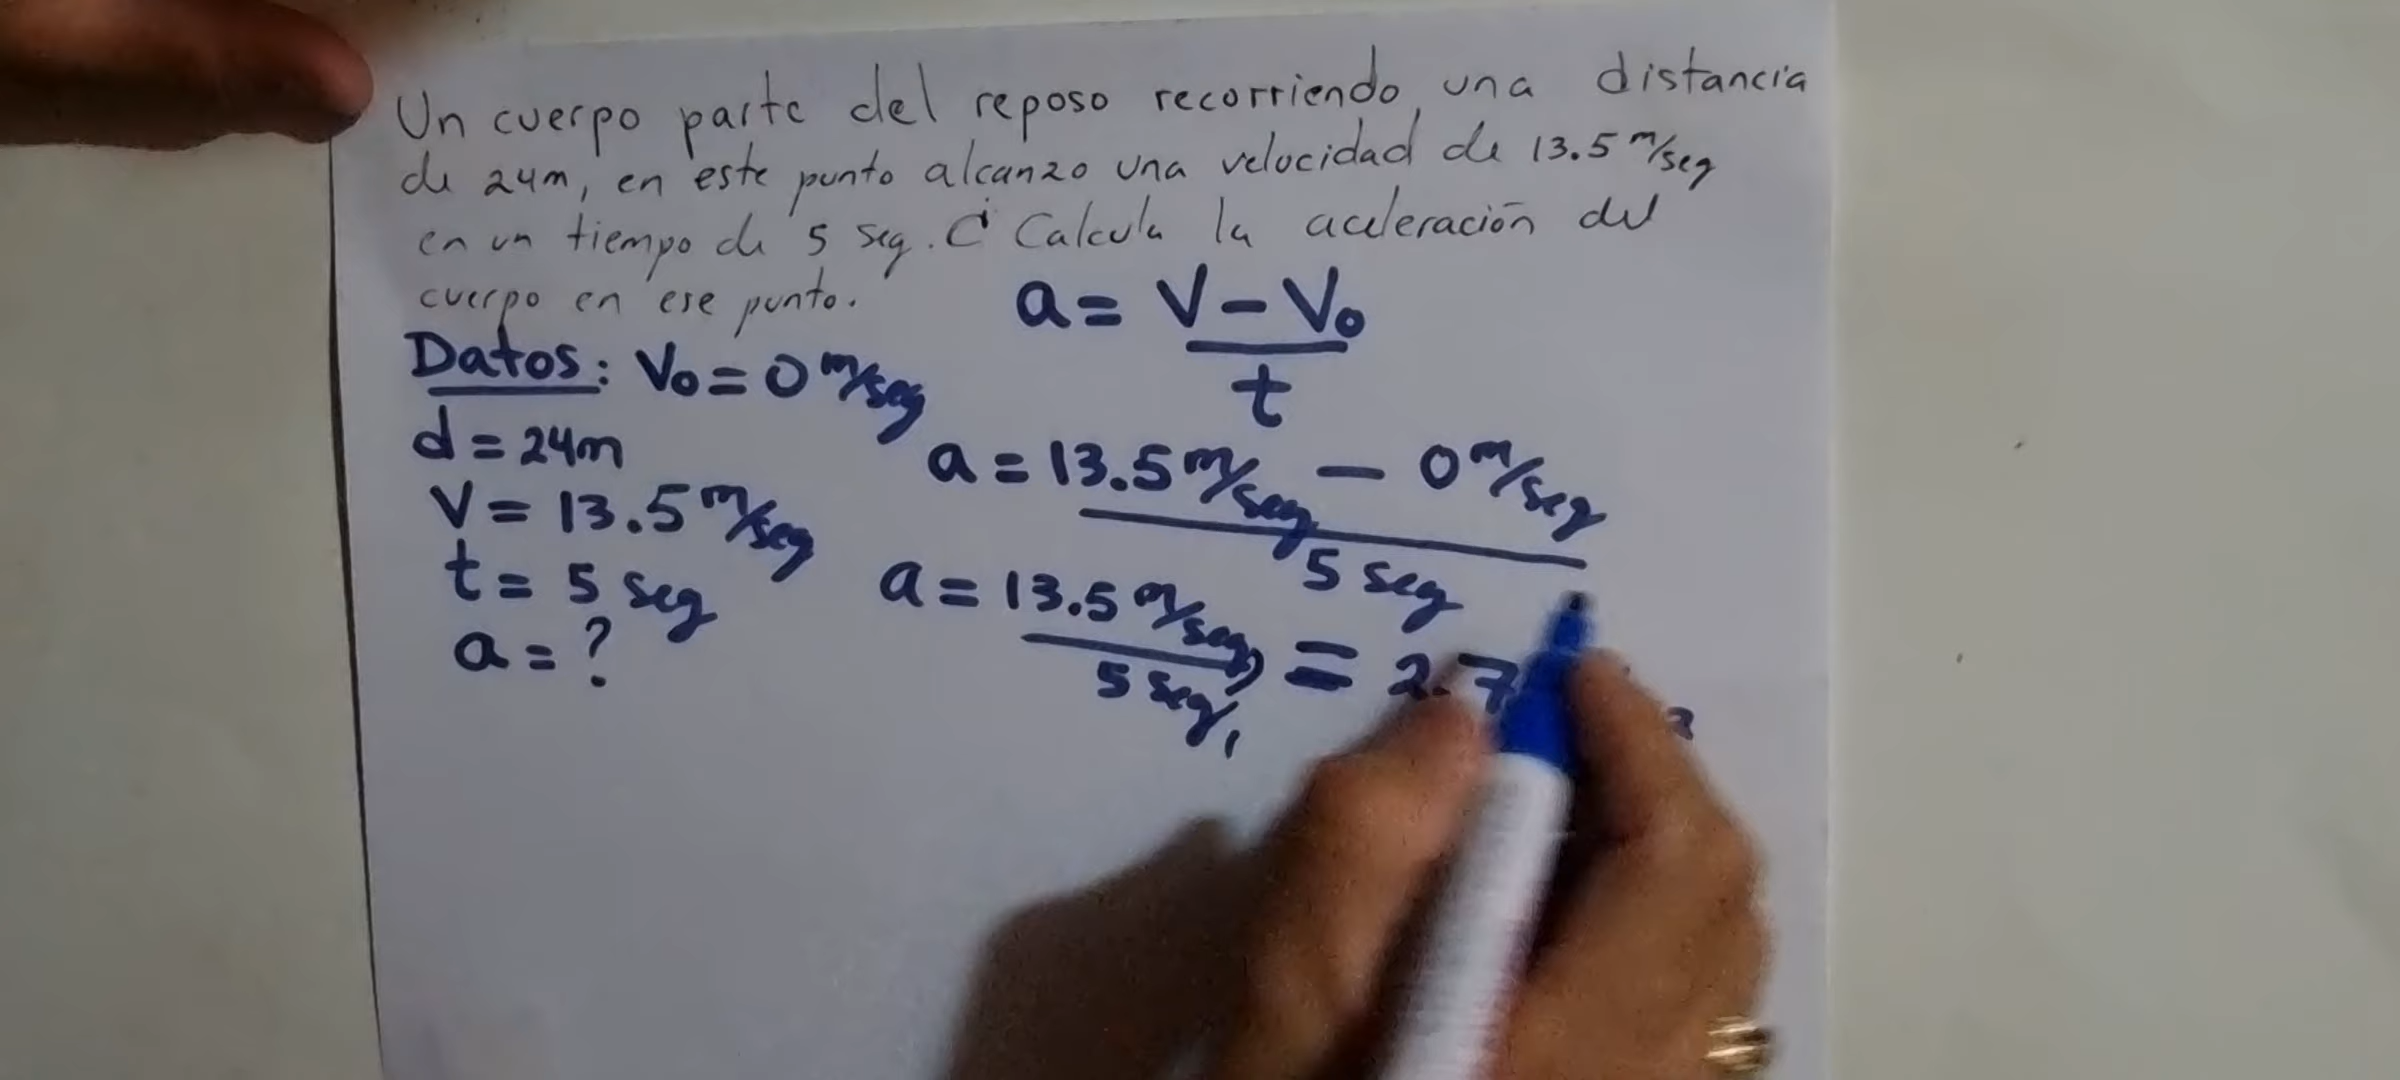 Un cuerpo parte del reposo recorriendo, una distancia
de 24m, en este punto alcanzo una velocidad de 13.5 m/seg
en un tiempo de 5 seg. Calcula la aceleración del
cuerpo en ese punto.
a = V - Vo
t
Datos: Vo = 0 m/seg
d = 24m
V = 13.5 m/seg
t = 5 seg
a = ?
a = 13.5 m/seg - 0 m/seg
5 seg
a = 13.5 m/seg = 2.7
5 seg